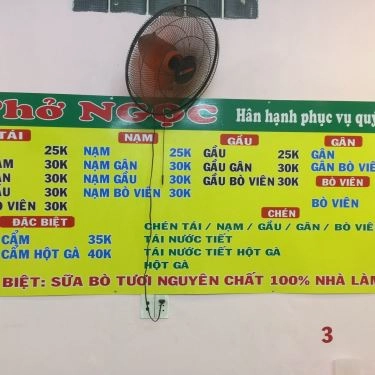 Phở NGỌC Hân hạnh phục vụ quý
TÁI NẠM GẦU GÂN
25K NẠM 25K GẦU 25K GÂN
30K NẠM GÂN 30K GẦU GÂN 30K GÂN BÒ VIÊN
30K NẠM GẦU 30K GẦU BÒ VIÊN 30K BÒ VIÊN
30K NẠM BÒ VIÊN 30K BÒ VIÊN
BÒ VIÊN 30K
ĐẶC BIỆT CHÉN
CẨM 35K CHÉN TÁI / NẠM / GẦU / GÂN / BÒ VIÊ
CẨM HỘT GÀ 40K TÁI NƯỚC TIẾT
TÁI NƯỚC TIẾT HỘT GÀ
HỘT GÀ
BIỆT: SỮA BÒ TƯƠI NGUYÊN CHẤT 100% NHÀ LÀM
3